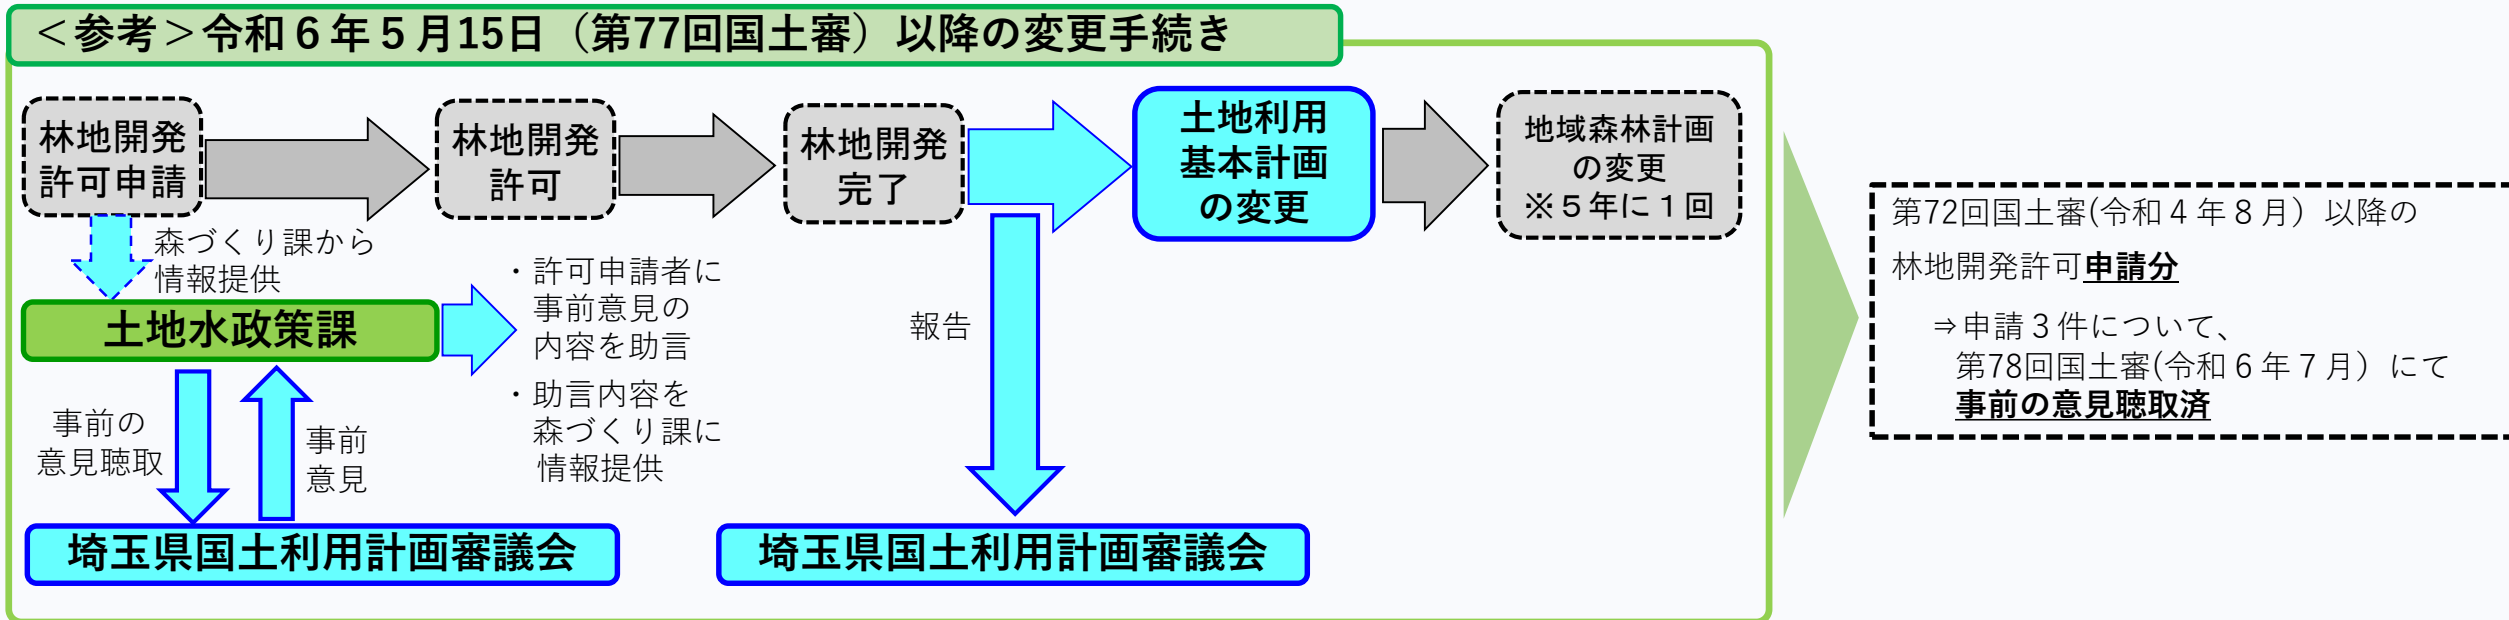 ＜参考＞令和６年５月15日（第77回国土審）以降の変更手続き
林地開発
許可申請
林地開発
許可
林地開発
完了
土地利用
基本計画
の変更
地域森林計画
の変更
※５年に１回
森づくり課から
情報提供
土地水政策課
・許可申請者に
事前意見の
内容を助言
・助言内容を
森づくり課に
情報提供
報告
事前の
意見聴取
事前
意見
埼玉県国土利用計画審議会
埼玉県国土利用計画審議会
第72回国土審(令和４年８月）以降の
林地開発許可申請分
⇒申請３件について、
第78回国土審(令和６年７月）にて
事前の意見聴取済